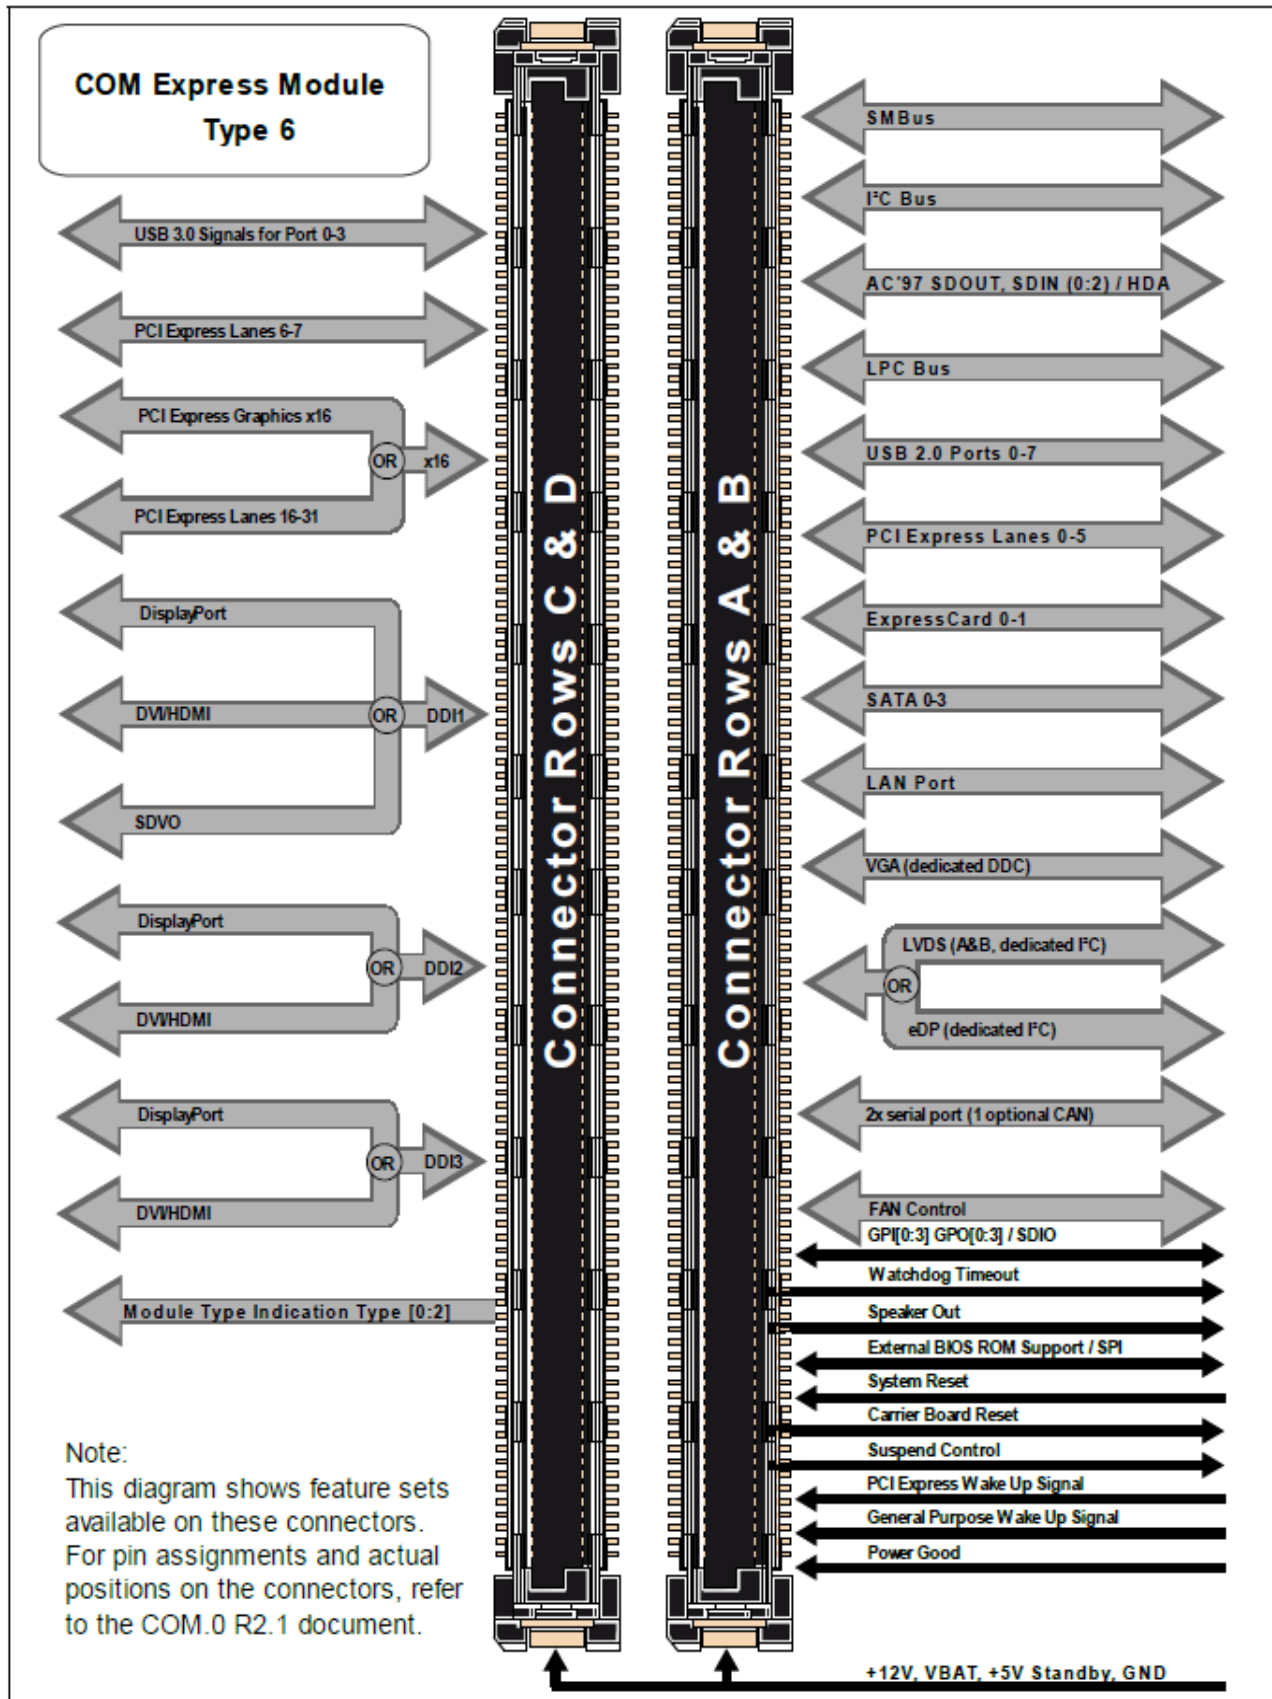 COM Express Module
Type 6
USB 3.0 Signals for Port 0-3
PCI Express Lanes 6-7
PCI Express Graphics x16
OR
x16
PCI Express Lanes 16-31
DisplayPort
DVI/HDMI
OR
DDI1
SDVO
DisplayPort
OR
DDI2
DVI/HDMI
DisplayPort
OR
DDI3
DVI/HDMI
Module Type Indication Type [0:2]
Note:
This diagram shows feature sets
available on these connectors.
For pin assignments and actual
positions on the connectors, refer
to the COM.0 R2.1 document.
Connector Rows C & D
Connector Rows A & B
SMBus
I²C Bus
AC'97 SDOUT, SDIN (0:2) / HDA
LPC Bus
USB 2.0 Ports 0-7
PCI Express Lanes 0-5
ExpressCard 0-1
SATA 0-3
LAN Port
VGA (dedicated DDC)
LVDS (A&B, dedicated I²C)
OR
eDP (dedicated I²C)
2x serial port (1 optional CAN)
FAN Control
GPI[0:3] GPO[0:3] / SDIO
Watchdog Timeout
Speaker Out
External BIOS ROM Support / SPI
System Reset
Carrier Board Reset
Suspend Control
PCI Express Wake Up Signal
General Purpose Wake Up Signal
Power Good
+12V, VBAT, +5V Standby, GND